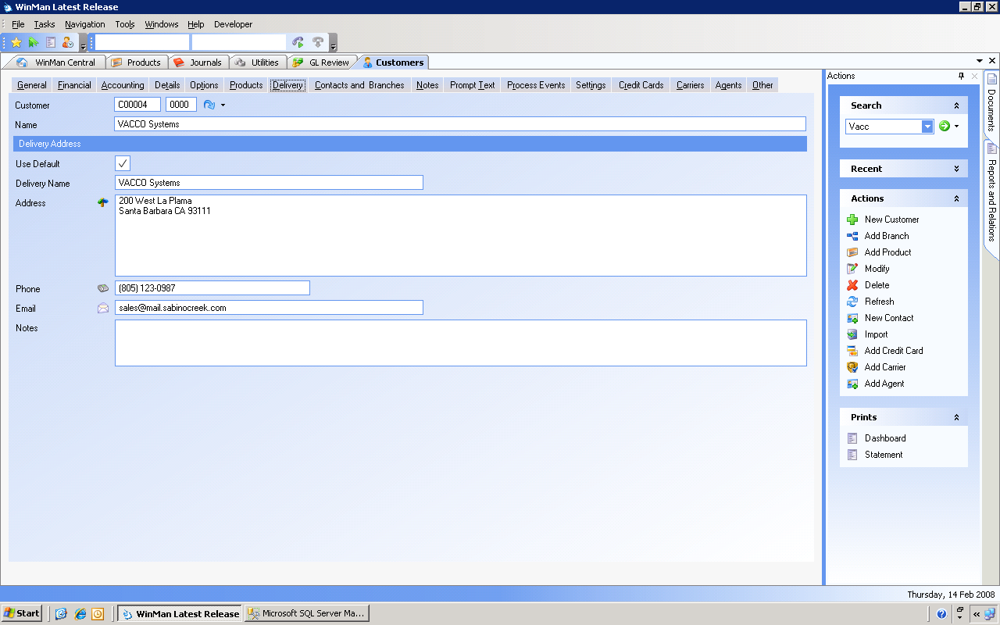 WinMan Latest Release
File Tasks Navigation Tools Windows Help Developer
WinMan Central Products Journals Utilities GL Review Customers
General Financial Accounting Details Options Products Delivery Contacts and Branches Notes Prompt Text Process Events Settings Credit Cards Carriers Agents Other
Customer C00004 0000
Name VACCO Systems
Delivery Address
Use Default
Delivery Name VACCO Systems
Address 200 West La Plama
Santa Barbara CA 93111
Phone (805) 123-0987
Email sales@mail.sabinocreek.com
Notes
Actions
Search
Vacc
Recent
Actions
New Customer
Add Branch
Add Product
Modify
Delete
Refresh
New Contact
Import
Add Credit Card
Add Carrier
Add Agent
Prints
Dashboard
Statement
Documents
Reports and Relations
Thursday, 14 Feb 2008
Start WinMan Latest Release Microsoft SQL Server Ma...